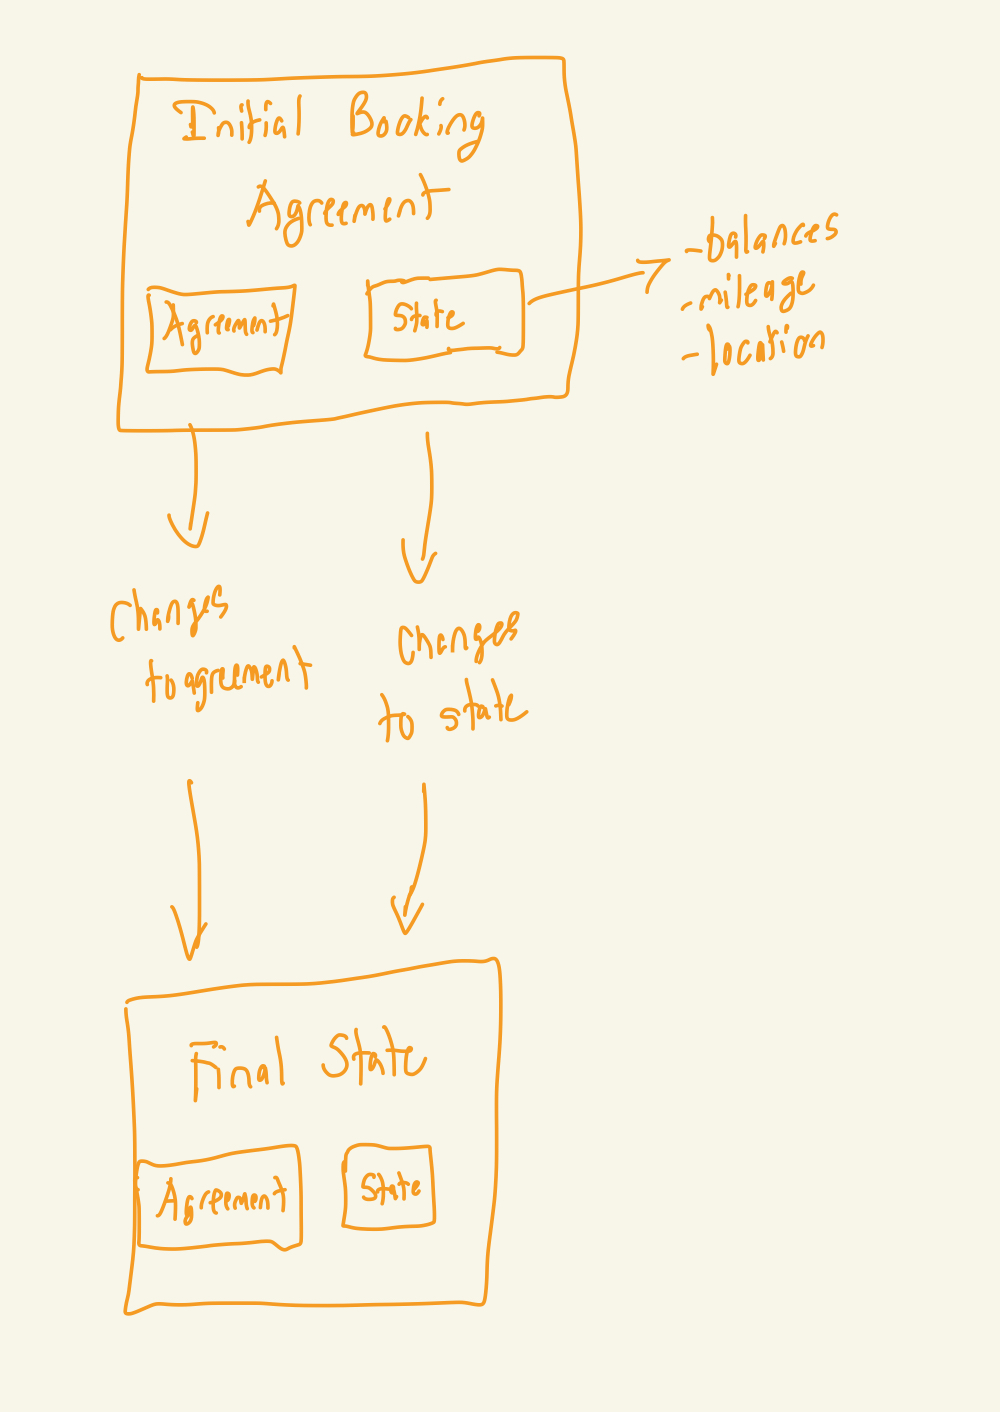 Initial Booking
Agreement
Agreement
State
-balances
-mileage
-location
Changes
to agreement
Changes
to state
Final State
Agreement
State